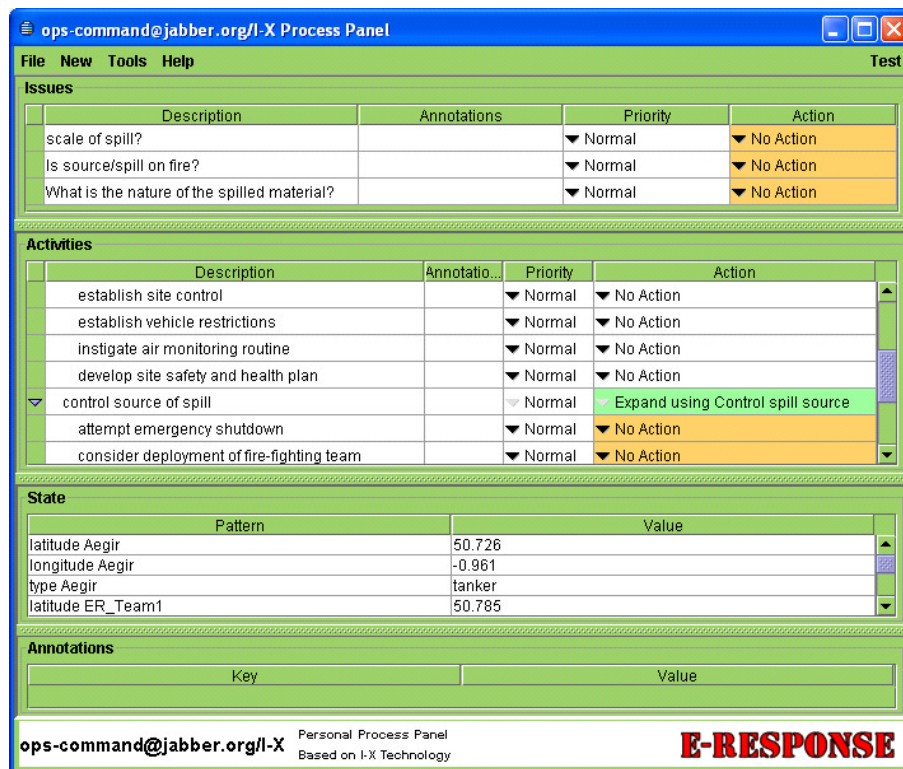 ops-command@jabber.org/I-X Process Panel
File New Tools Help Test
Issues
Description Annotations Priority Action
scale of spill? Normal No Action
Is source/spill on fire? Normal No Action
What is the nature of the spilled material? Normal No Action
Activities
Description Annotatio... Priority Action
establish site control Normal No Action
establish vehicle restrictions Normal No Action
instigate air monitoring routine Normal No Action
develop site safety and health plan Normal No Action
control source of spill Normal Expand using Control spill source
attempt emergency shutdown Normal No Action
consider deployment of fire-fighting team Normal No Action
State
Pattern Value
latitude Aegir 50.726
longitude Aegir -0.961
type Aegir tanker
latitude ER_Team1 50.785
Annotations
Key Value
ops-command@jabber.org/I-X Personal Process Panel E-RESPONSE
Based on I-X Technology